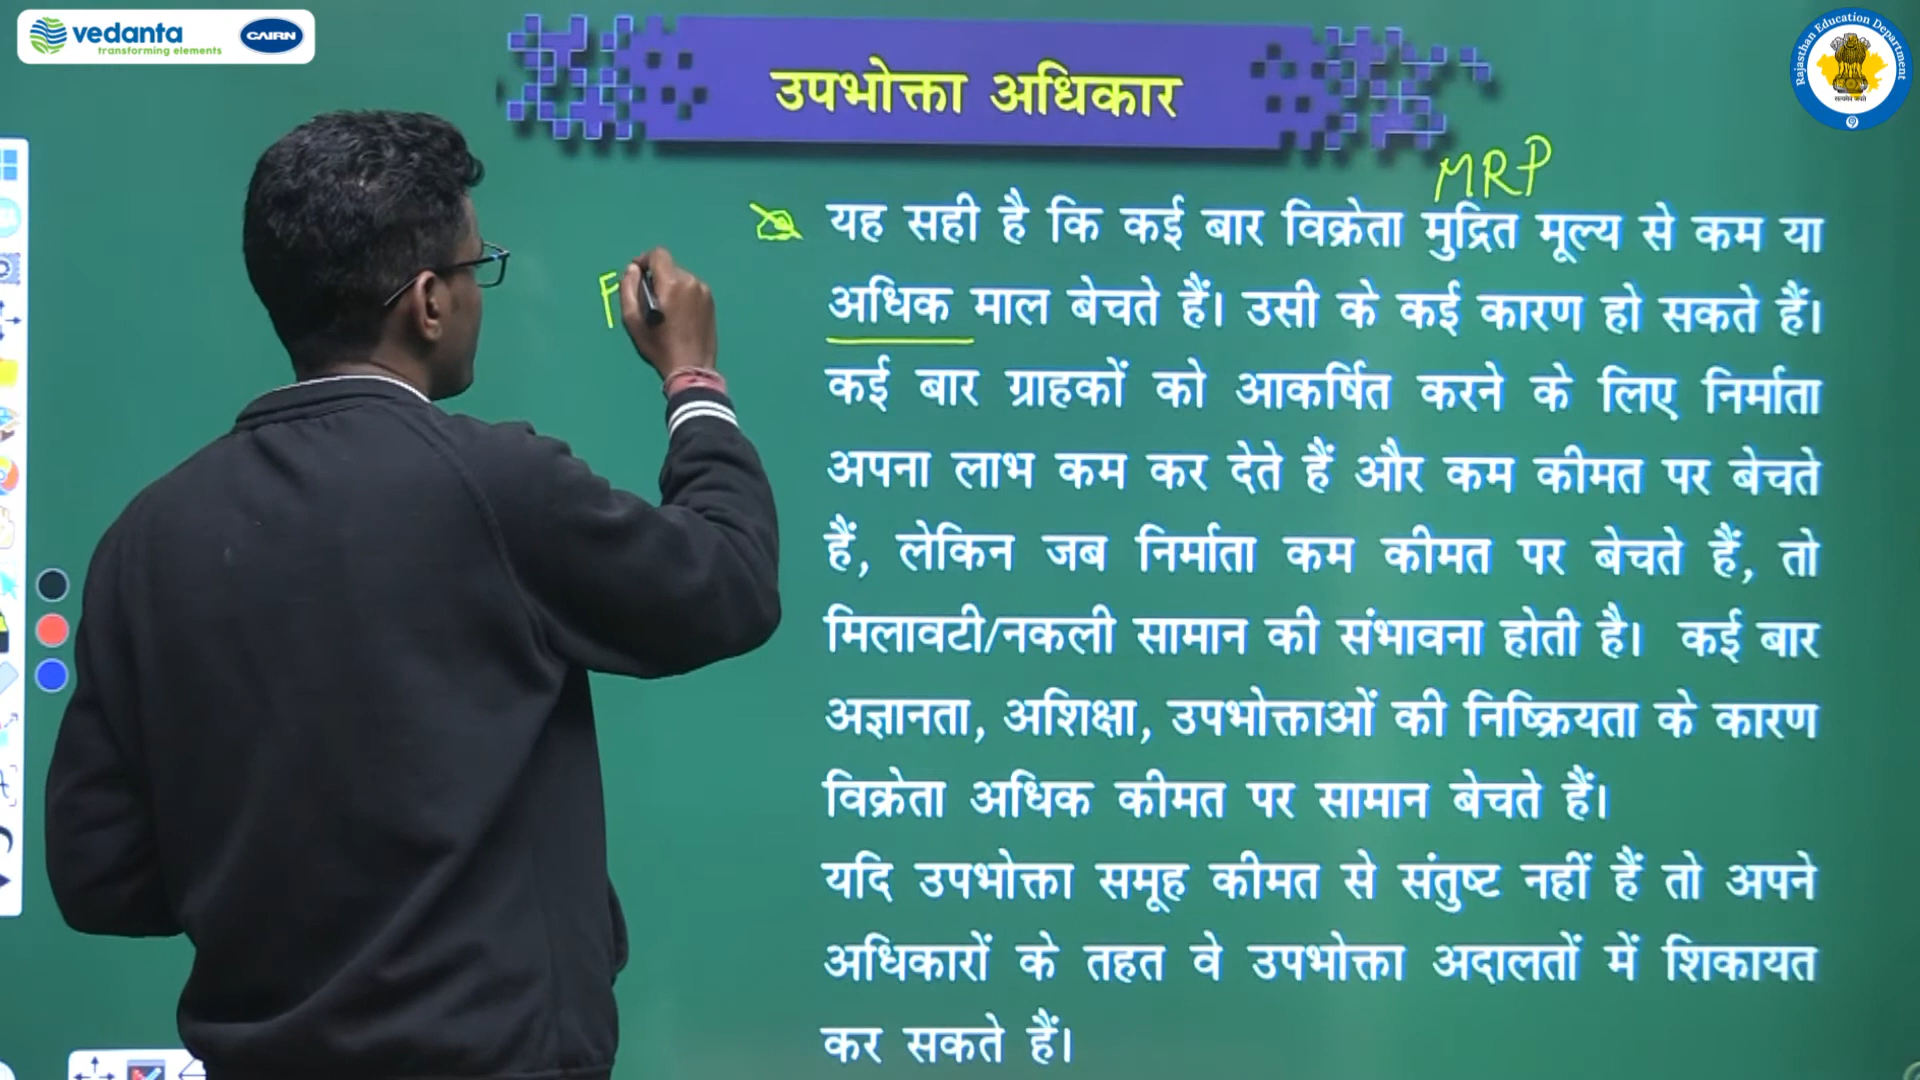 vedanta
transforming elements
CAIRN
Rajasthan Education Department
उपभोक्ता अधिकार
MRP
यह सही है कि कई बार विक्रेता मुद्रित मूल्य से कम या
अधिक माल बेचते हैं। उसी के कई कारण हो सकते हैं।
कई बार ग्राहकों को आकर्षित करने के लिए निर्माता
अपना लाभ कम कर देते हैं और कम कीमत पर बेचते
हैं, लेकिन जब निर्माता कम कीमत पर बेचते हैं, तो
मिलावटी/नकली सामान की संभावना होती है। कई बार
अज्ञानता, अशिक्षा, उपभोक्ताओं की निष्क्रियता के कारण
विक्रेता अधिक कीमत पर सामान बेचते हैं।
यदि उपभोक्ता समूह कीमत से संतुष्ट नहीं हैं तो अपने
अधिकारों के तहत वे उपभोक्ता अदालतों में शिकायत
कर सकते हैं।